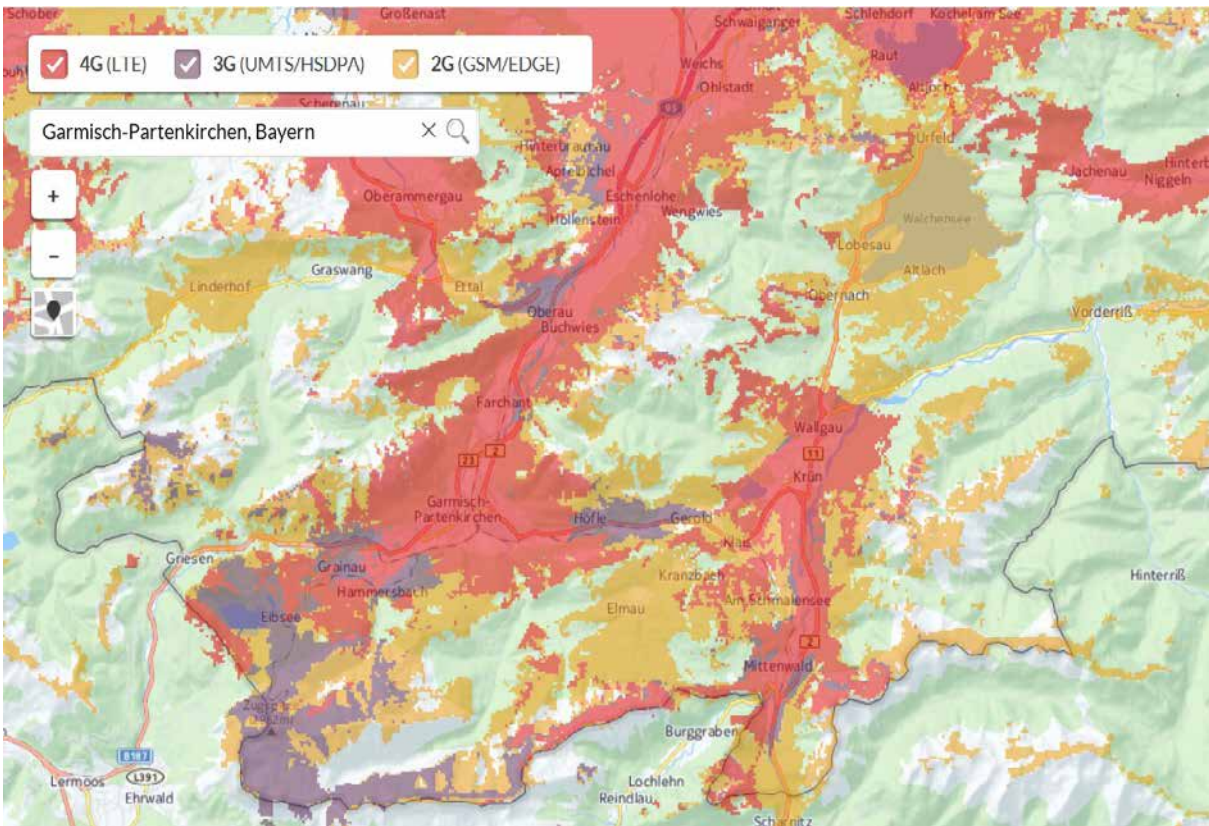 Schober
Großenast
Schwaiganger
Schlehdorf
Kochel am See
4G (LTE)
3G (UMTS/HSDPA)
2G (GSM/EDGE)
Weichs
Raut
Ohlstadt
Altjoch
Scherenau
Garmisch-Partenkirchen, Bayern
Urfeld
Hinterbraunau
Apfelbichel
Jachenau
Niggeln
Oberammergau
Eschenlohe
Wengwies
Höllenstein
Walchensee
Lobesau
Graswang
Altlach
Linderhof
Ettal
Obernach
Oberau
Buchwies
Vorderriß
Farchant
Wallgau
23
2
11
Krün
Garmisch-
Partenkirchen
Höfle
Gerold
Klais
Griesen
Grainau
Hammersbach
Kranzbach
Hinterriß
Elmau
Am Schmalensee
Eibsee
2
Mittenwald
Burggraben
B187
L391
Lermoos
Ehrwald
Lochlehn
Reindlau
Scharnitz